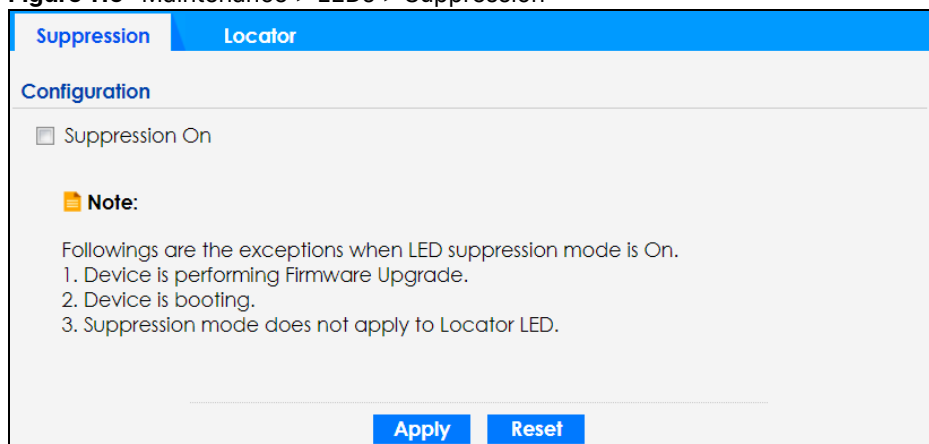 Suppression Locator
Configuration
Suppression On
Note:
Followings are the exceptions when LED suppression mode is On.
1. Device is performing Firmware Upgrade.
2. Device is booting.
3. Suppression mode does not apply to Locator LED.
Apply Reset